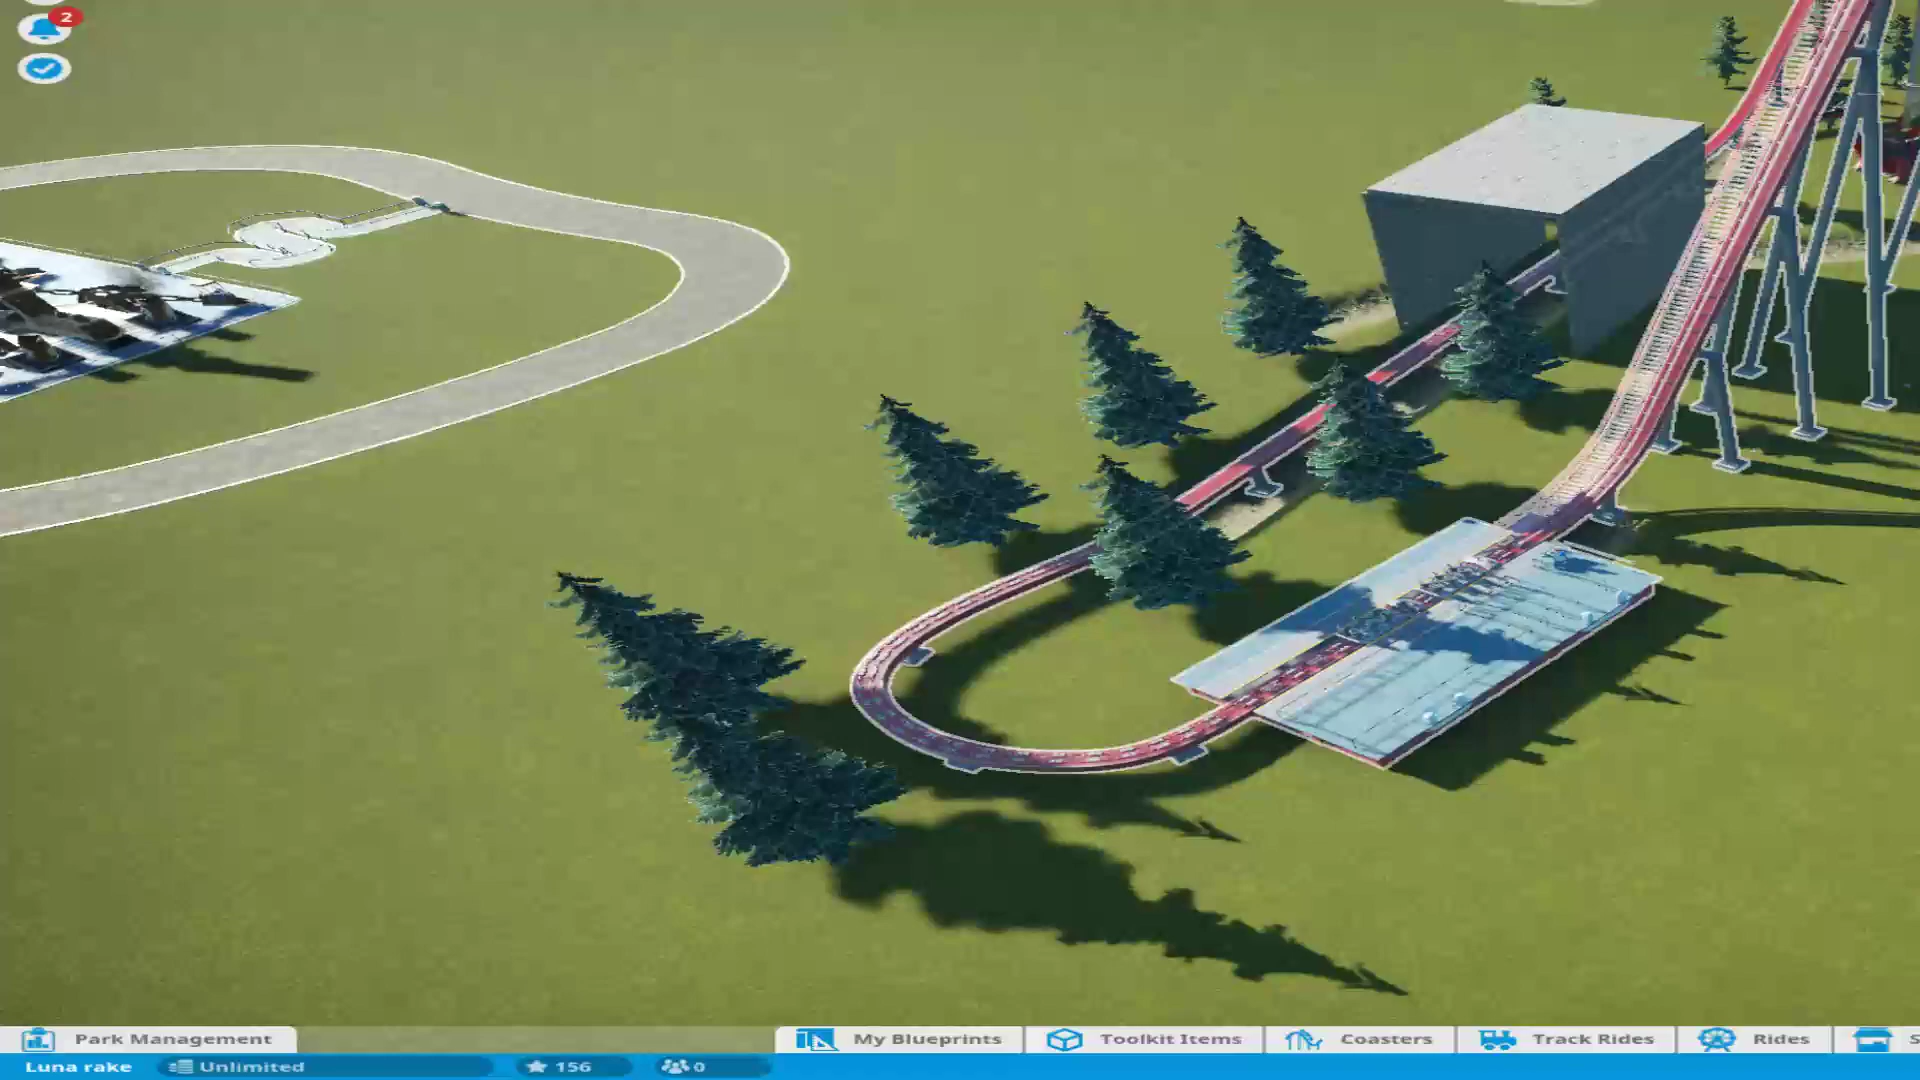 2
Park Management
My Blueprints
Toolkit Items
Coasters
Track Rides
Rides
S
Luna rake
Unlimited
156
0